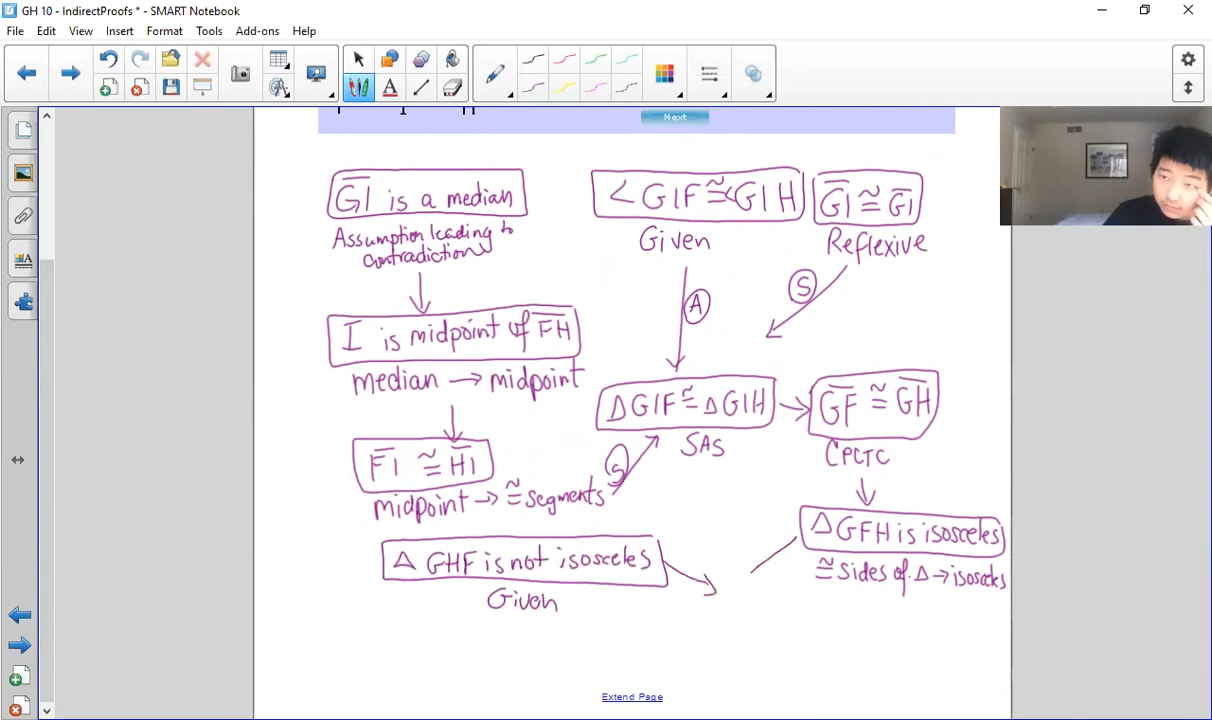 GH 10 - IndirectProofs * - SMART Notebook
File Edit View Insert Format Tools Add-ons Help
Next
GI is a median
Assumption leading to
contradiction
<GIF ≅ <GIH
Given
GI ≅ GI
Reflexive
A
S
I is midpoint of FH
median → midpoint
△GIF ≅ △GIH
SAS
GF ≅ GH
CPCTC
FI ≅ HI
midpoint → ≅ segments
S
△ GHF is not isosceles
Given
△GFH is isosceles
≅ sides of △ → isosceles
Extend Page